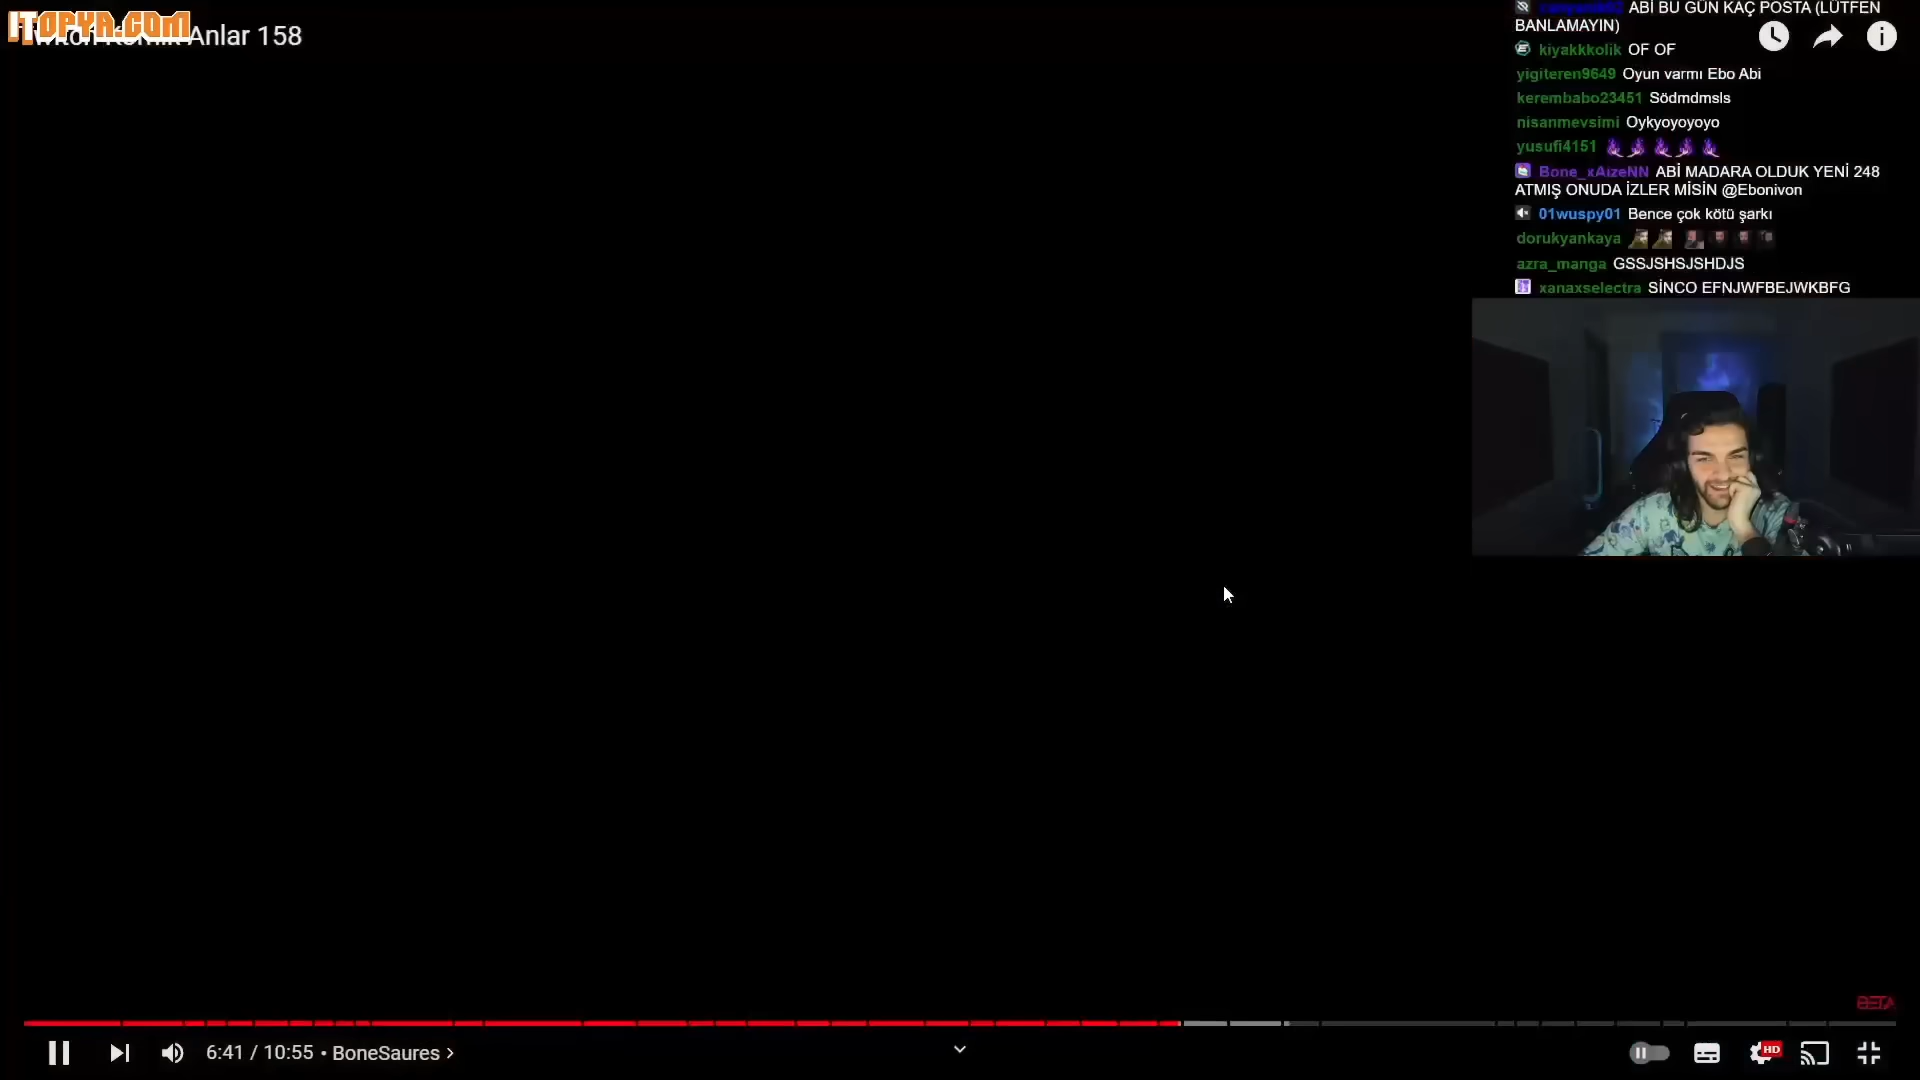 ITOPYA.COM
Anlar 158
ABİ BU GÜN KAÇ POSTA (LÜTFEN
BANLAMAYIN)
kiyakkkolik OF OF
yigiteren9649 Oyun varmı Ebo Abi
kerembabo23451 Södmdmsls
nisanmevsimi Oykyoyoyoyo
yusufi4151
Bone_xAizeNN ABİ MADARA OLDUK YENİ 248
ATMIŞ ONUDA İZLER MİSİN @Ebonivon
01wuspy01 Bence çok kötü şarkı
dorukyankaya
azra_manga GSSJSHSJSHDJS
xanaxselectra SİNCO EFNJWFBEJWKBFG
BETA
6:41 / 10:55 • BoneSaures >
HD